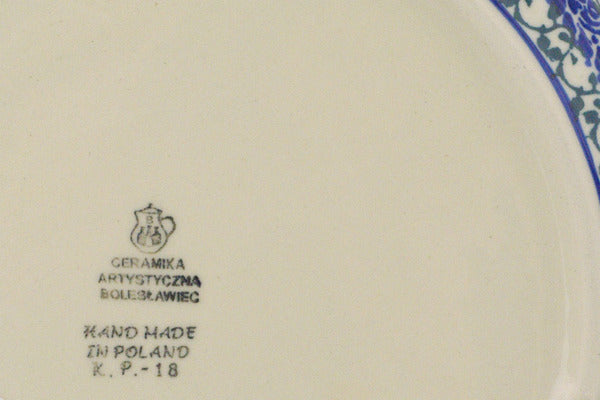 B
CERAMIKA
ARTYSTYCZNA
BOLESŁAWIEC
HAND MADE
IN POLAND
K. P.-18